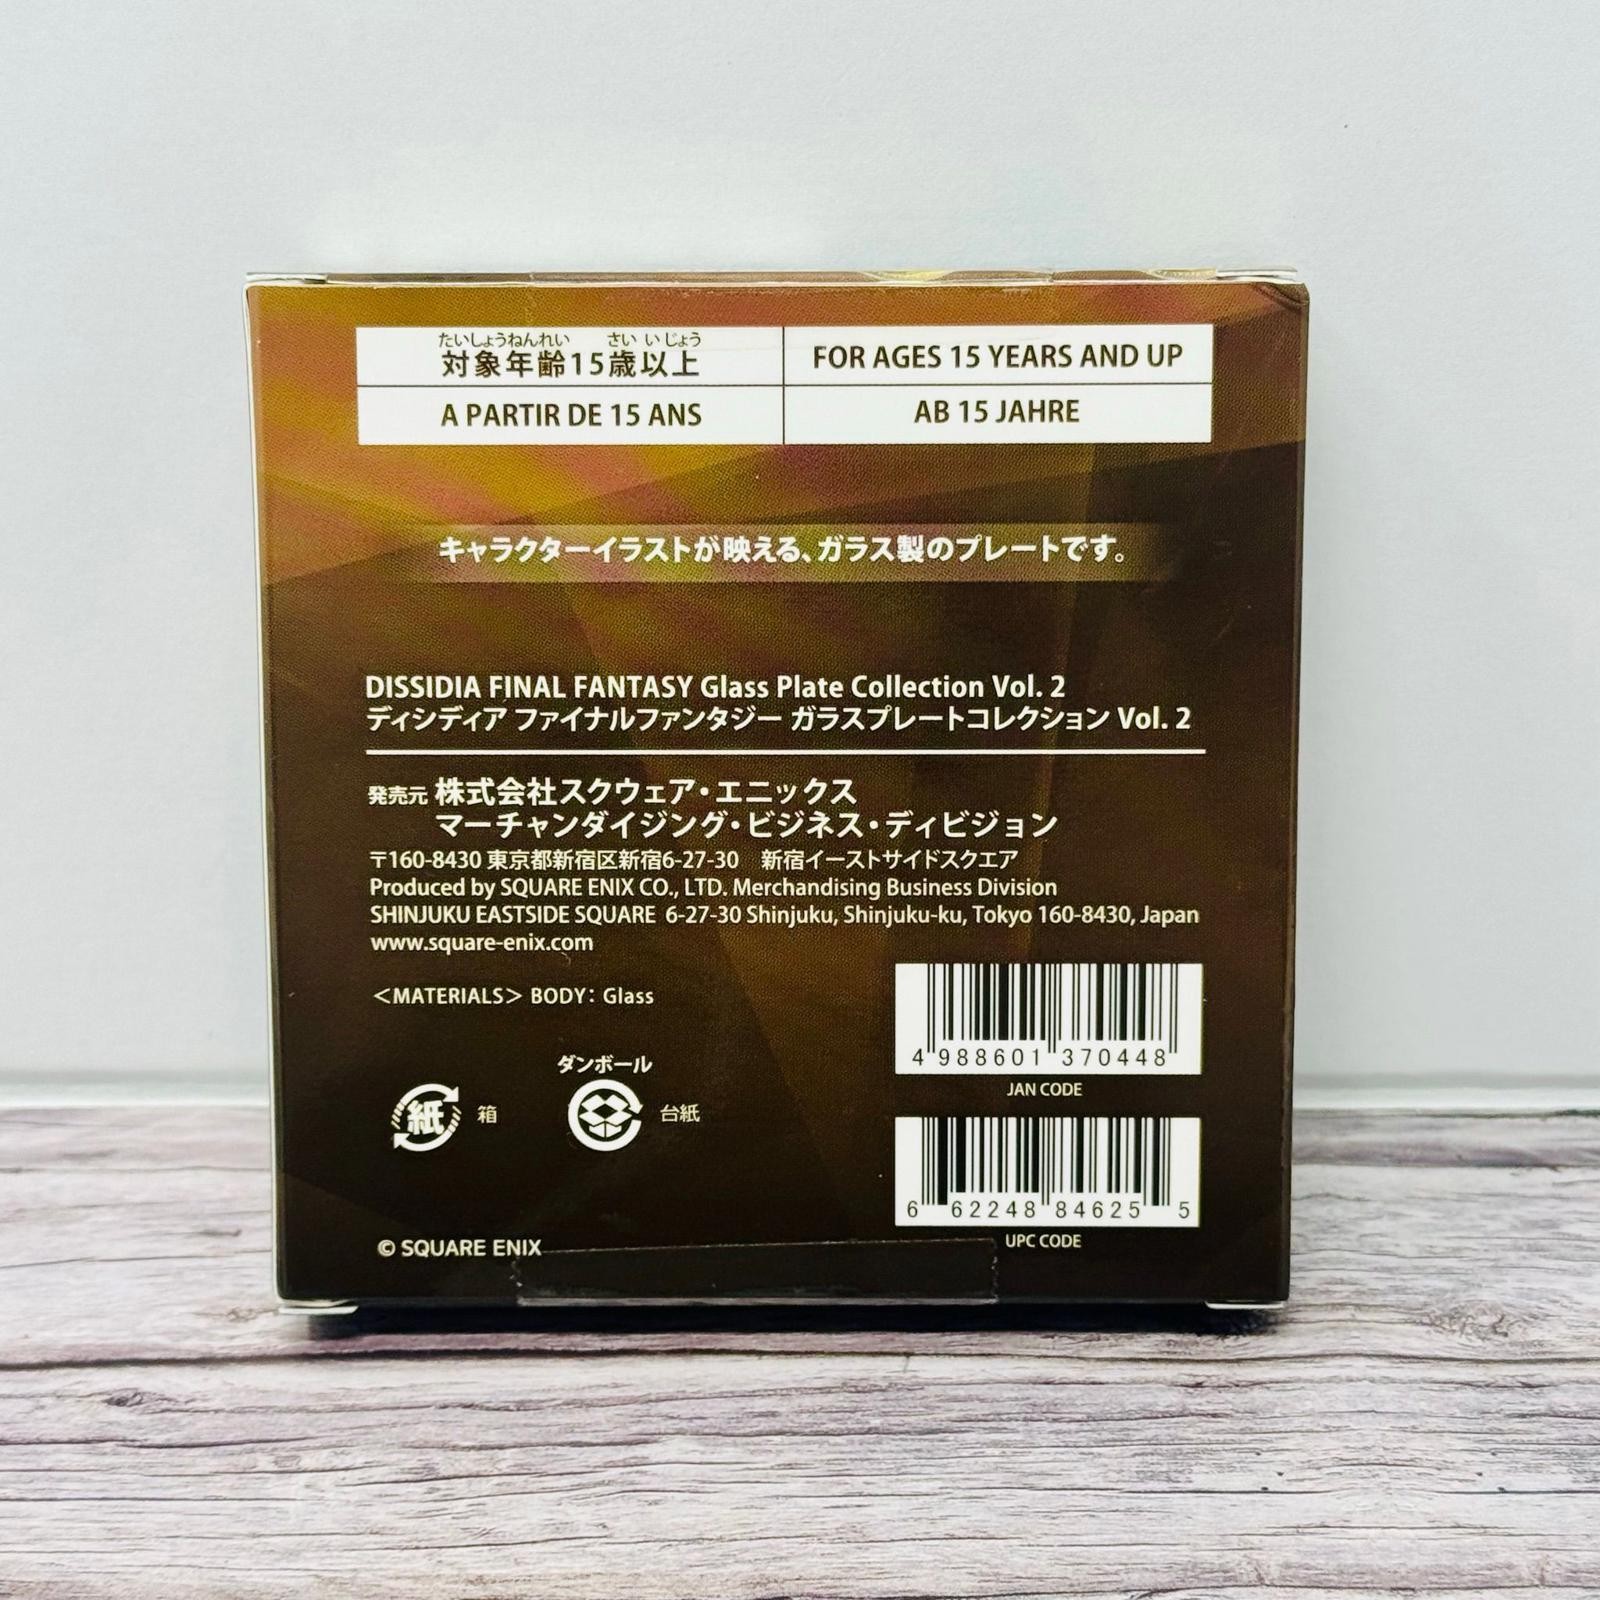 たいしょうねんれい さい いじょう
対象年齢15歳以上
FOR AGES 15 YEARS AND UP
A PARTIR DE 15 ANS
AB 15 JAHRE
キャラクターイラストが映える、ガラス製のプレートです。
DISSIDIA FINAL FANTASY Glass Plate Collection Vol. 2
ディシディア ファイナルファンタジー ガラスプレートコレクション Vol. 2
発売元 株式会社スクウェア・エニックス
マーチャンダイジング・ビジネス・ディビジョン
〒160-8430 東京都新宿区新宿6-27-30 新宿イーストサイドスクエア
Produced by SQUARE ENIX CO., LTD. Merchandising Business Division
SHINJUKU EASTSIDE SQUARE 6-27-30 Shinjuku, Shinjuku-ku, Tokyo 160-8430, Japan
www.square-enix.com
<MATERIALS> BODY: Glass
4 988601 370448
JAN CODE
ダンボール
紙 箱
台紙
6 62248 84625 5
UPC CODE
© SQUARE ENIX